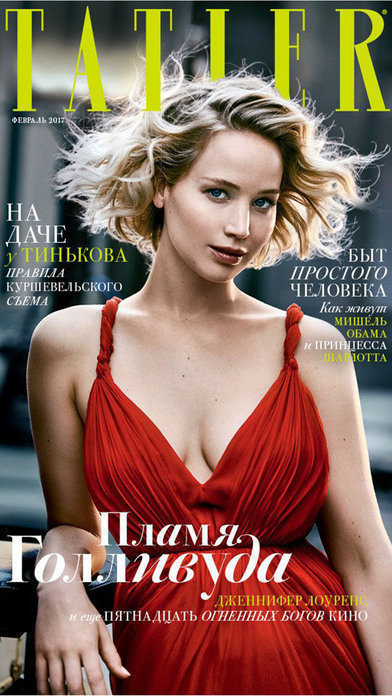 TATLER®
ФЕВРАЛЬ 2017
НА
ДАЧЕ
у ТИНЬКОВА
ПРАВИЛА
КУРШЕВЕЛЬСКОГО
СЪЕМА
БЫТ
ПРОСТОГО
ЧЕЛОВЕКА
Как живут
МИШЕЛЬ
ОБАМА
и ПРИНЦЕССА
ШАРЛОТТА
Пламя
Голливуда
ДЖЕННИФЕР ЛОУРЕНС
и еще ПЯТНАДЦАТЬ ОГНЕННЫХ БОГОВ КИНО